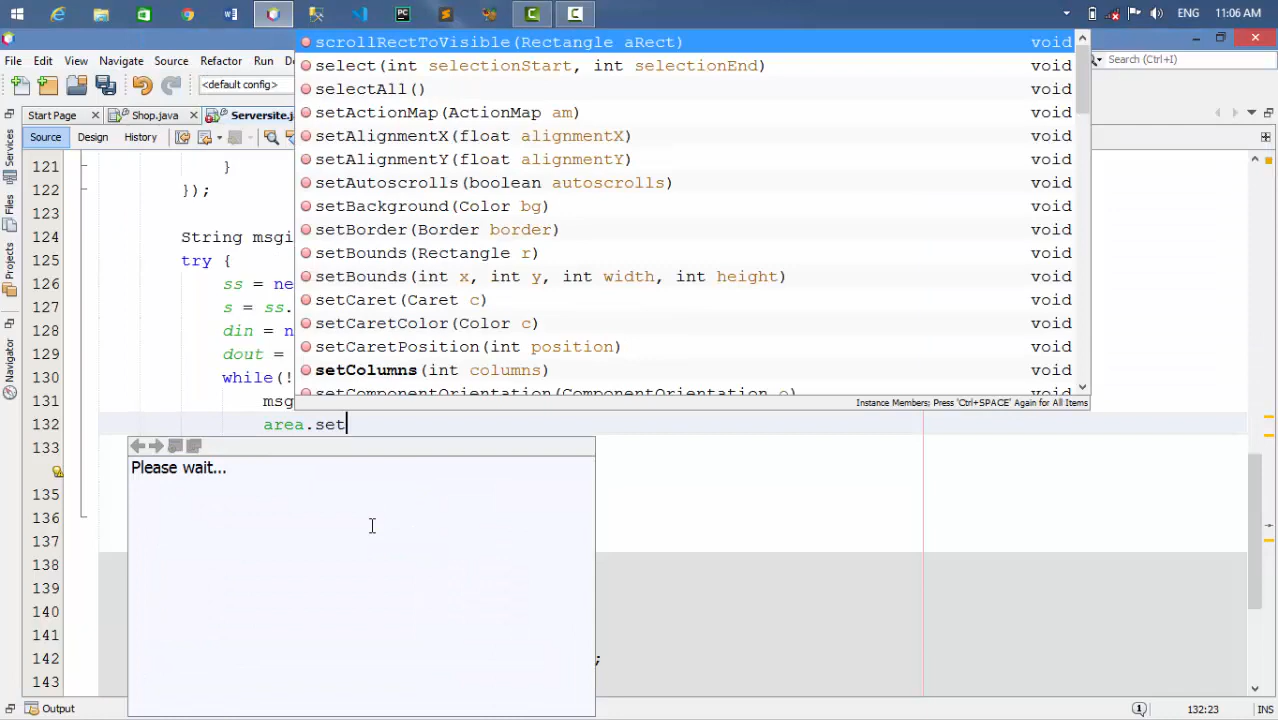 ENG 11:06 AM
File Edit View Navigate Source Refactor Run
Search (Ctrl+I)
<default config>
Start Page Shop.java Serversite.j
Source Design History
Services
Files
Projects
Navigator
scrollRectToVisible(Rectangle aRect) void
select(int selectionStart, int selectionEnd) void
selectAll() void
setActionMap(ActionMap am) void
setAlignmentX(float alignmentX) void
setAlignmentY(float alignmentY) void
setAutoscrolls(boolean autoscrolls) void
setBackground(Color bg) void
setBorder(Border border) void
setBounds(Rectangle r) void
setBounds(int x, int y, int width, int height) void
setCaret(Caret c) void
setCaretColor(Color c) void
setCaretPosition(int position) void
setColumns(int columns) void
setComponentOrientation(ComponentOrientation o) void
Instance Members; Press 'Ctrl+SPACE' Again for All Items
121 }
122 });
123
124 String msgi
125 try {
126 ss = ne
127 s = ss.
128 din = n
129 dout =
130 while(!
131 msg
132 area.set
133
135
136
137
138
139
140
141
142 ;
143
Please wait...
Output 1 132:23 INS